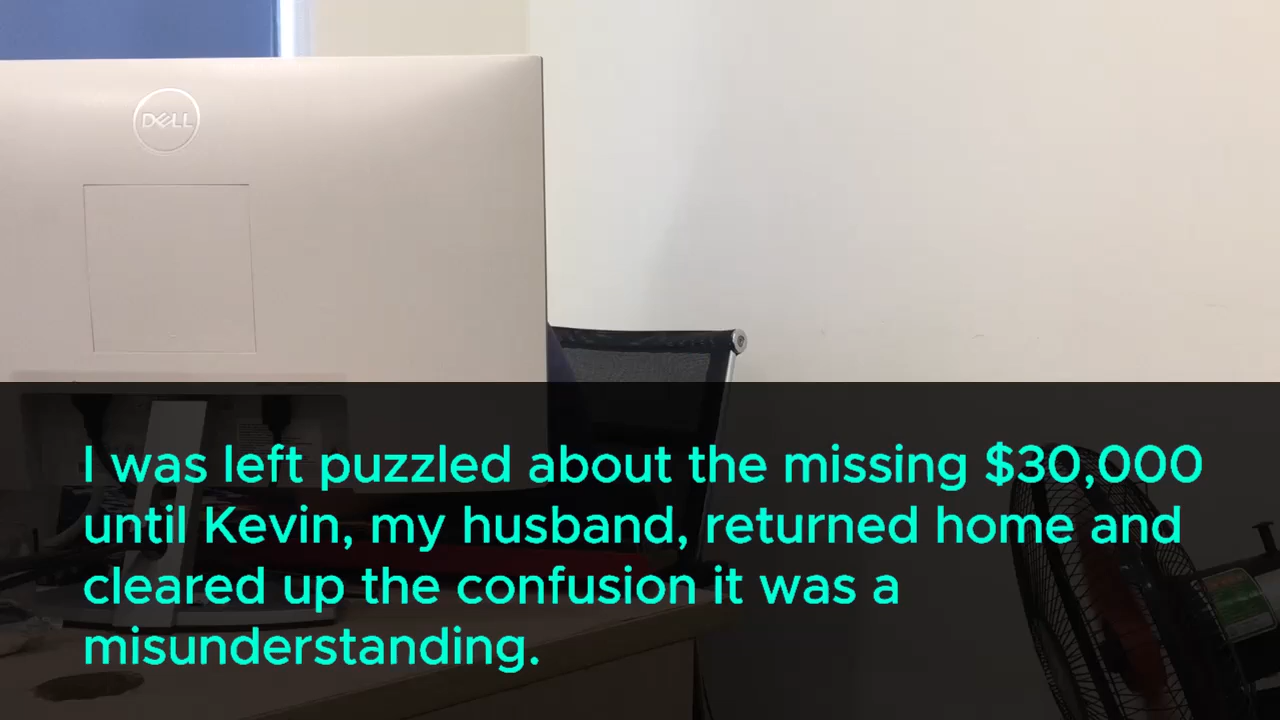 DELL
I was left puzzled about the missing $30,000
until Kevin, my husband, returned home and
cleared up the confusion it was a
misunderstanding.